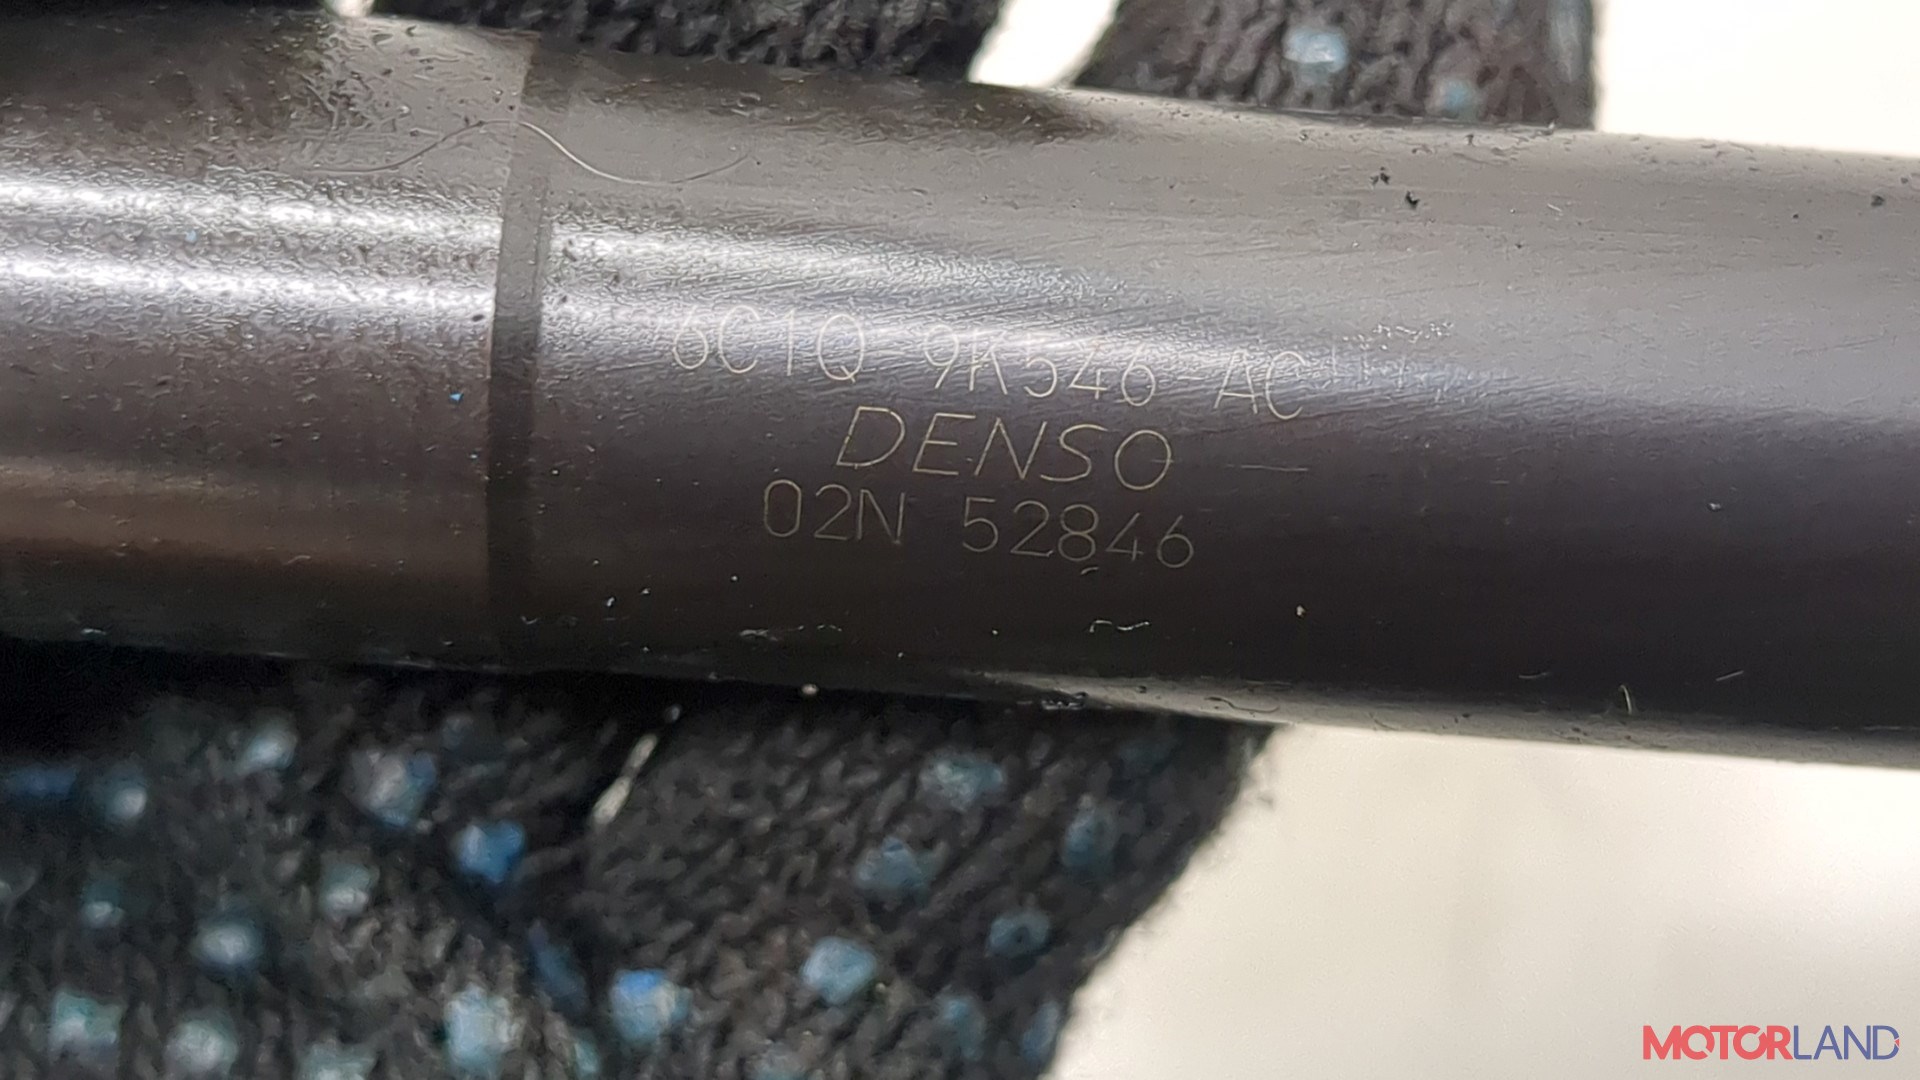 6C1Q-9K546-AC
DENSO
02N 52846
MOTORLAND